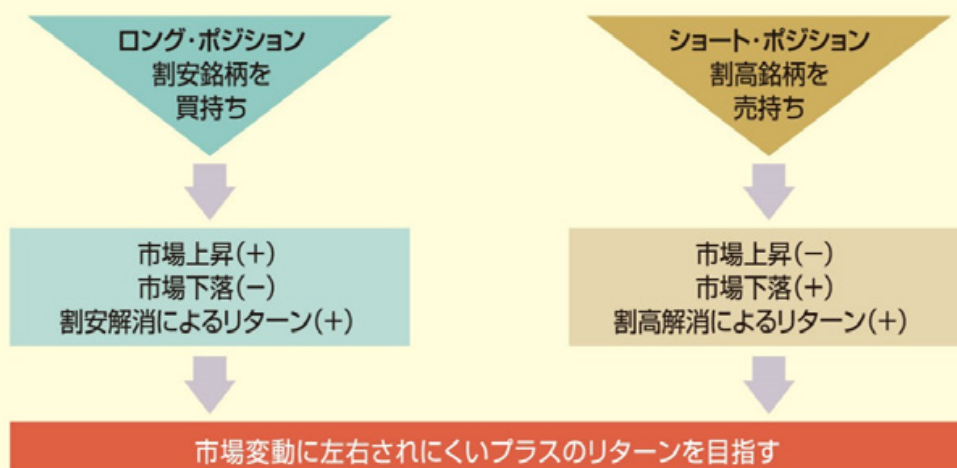 ロング・ポジション
割安銘柄を
買持ち
ショート・ポジション
割高銘柄を
売持ち
市場上昇(+)
市場下落(−)
割安解消によるリターン(+)
市場上昇(−)
市場下落(+)
割高解消によるリターン(+)
市場変動に左右されにくいプラスのリターンを目指す